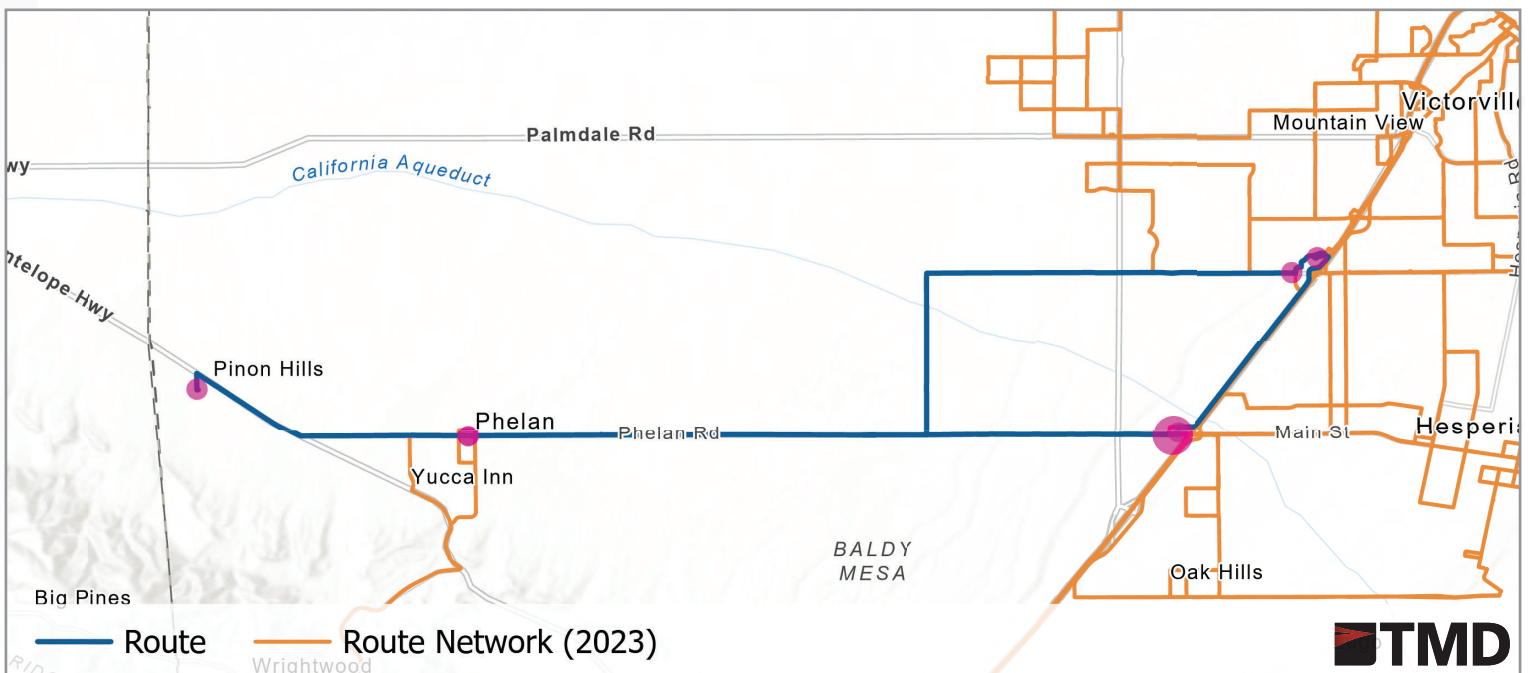 Victorville
Mountain View
Palmdale Rd
wy
California Aqueduct
ntelope Hwy
Pinon Hills
Phelan
Phelan Rd
Main St
Hesperia
Yucca Inn
BALDY
MESA
Oak Hills
Big Pines
Route
Route Network (2023)
Wrightwood
TMD